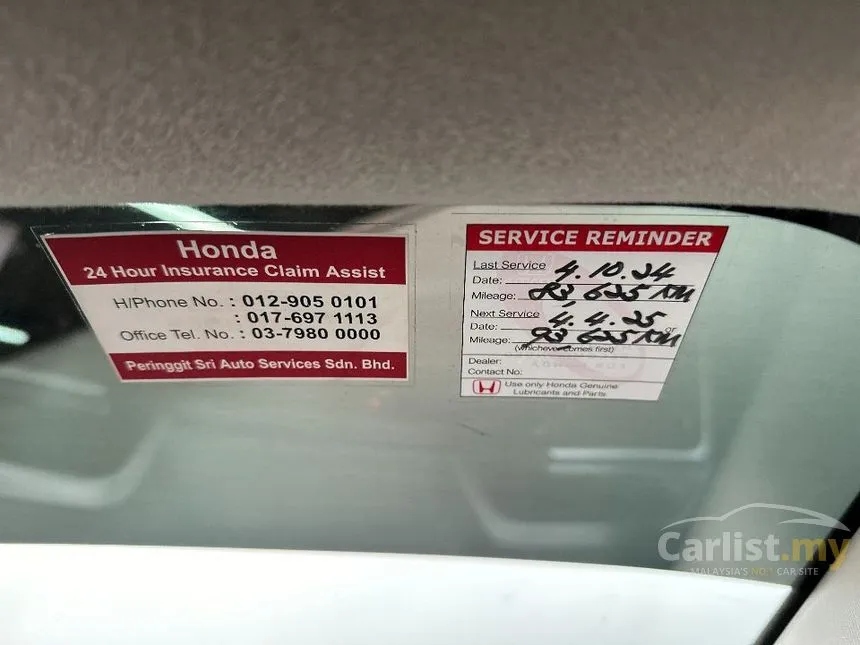 Honda
24 Hour Insurance Claim Assist
H/Phone No. : 012-905 0101
: 017-697 1113
Office Tel. No. : 03-7980 0000
Peringgit Sri Auto Services Sdn. Bhd.
SERVICE REMINDER
Last Service
Date: 4.10.24
Mileage: 83,625 KM
Next Service
Date: 4.4.25 or
Mileage: 93,625 KM
(whichever comes first)
Dealer:
Contact No:
Use only Honda Genuine
Lubricants and Parts
Carlist.my
MALAYSIA'S NO.1 CAR SITE